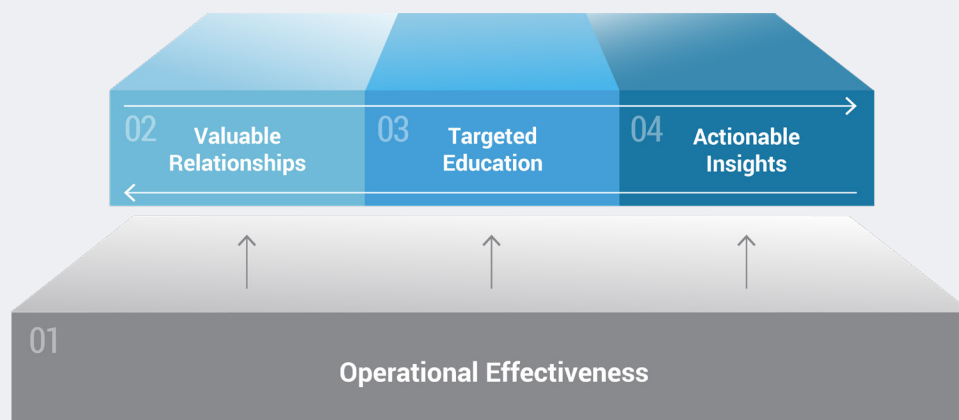 02
Valuable
Relationships
03
Targeted
Education
04
Actionable
Insights
01
Operational Effectiveness